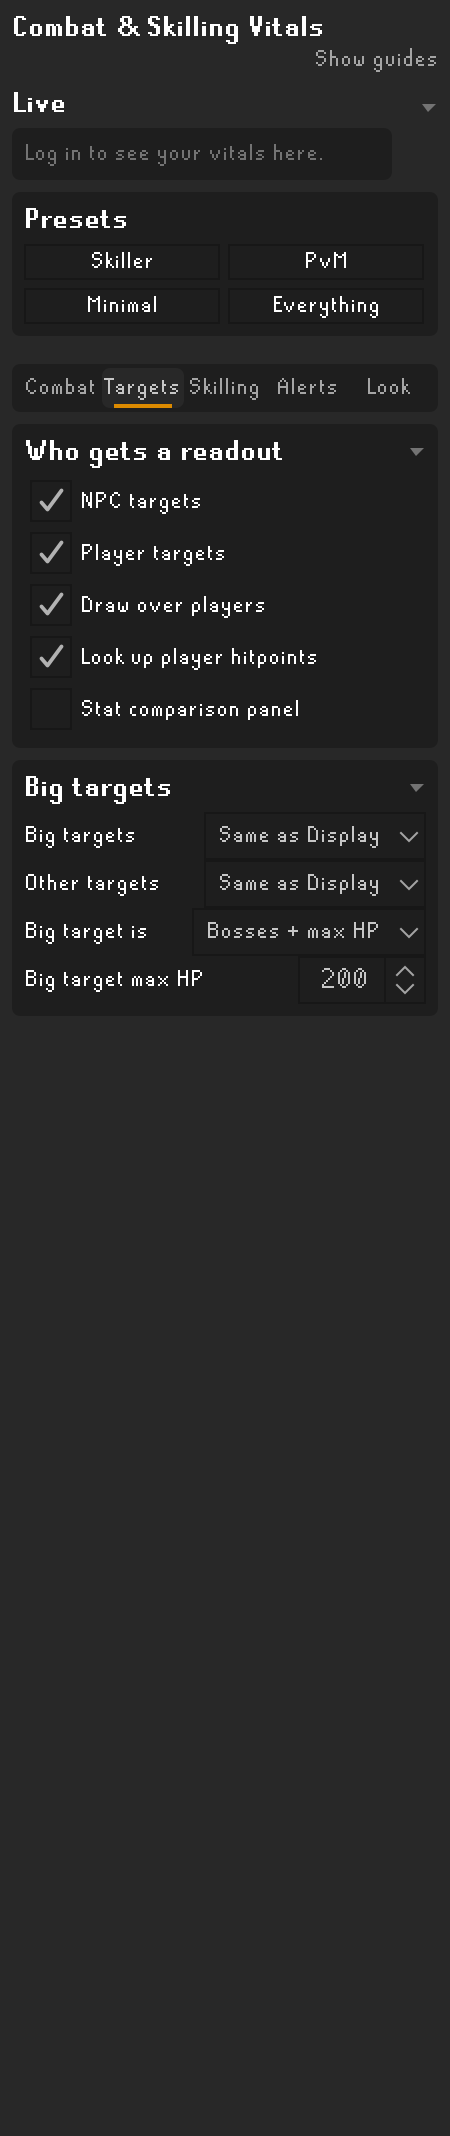 Combat & Skilling Vitals
Show guides
Live
Log in to see your vitals here.
Presets
Skiller
PvM
Minimal
Everything
Combat Targets Skilling Alerts Look
Who gets a readout
NPC targets
Player targets
Draw over players
Look up player hitpoints
Stat comparison panel
Big targets
Big targets Same as Display
Other targets Same as Display
Big target is Bosses + max HP
Big target max HP 200